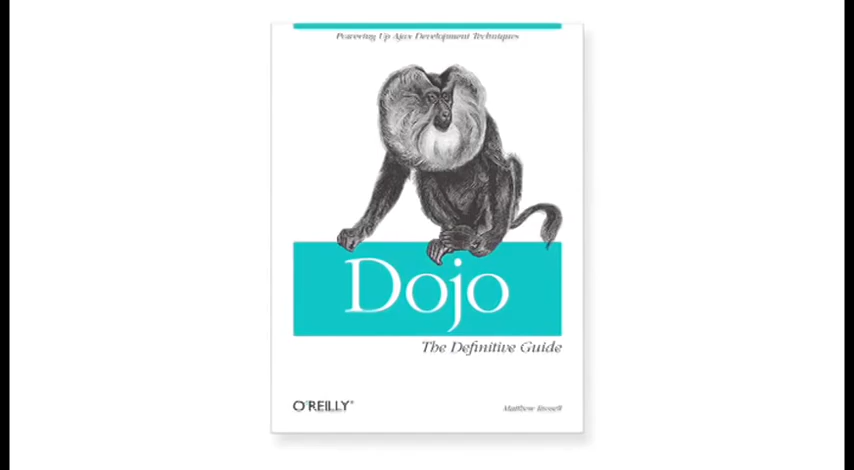 Powering Up Ajax Development Techniques
Dojo
The Definitive Guide
O'REILLY®
Matthew Russell